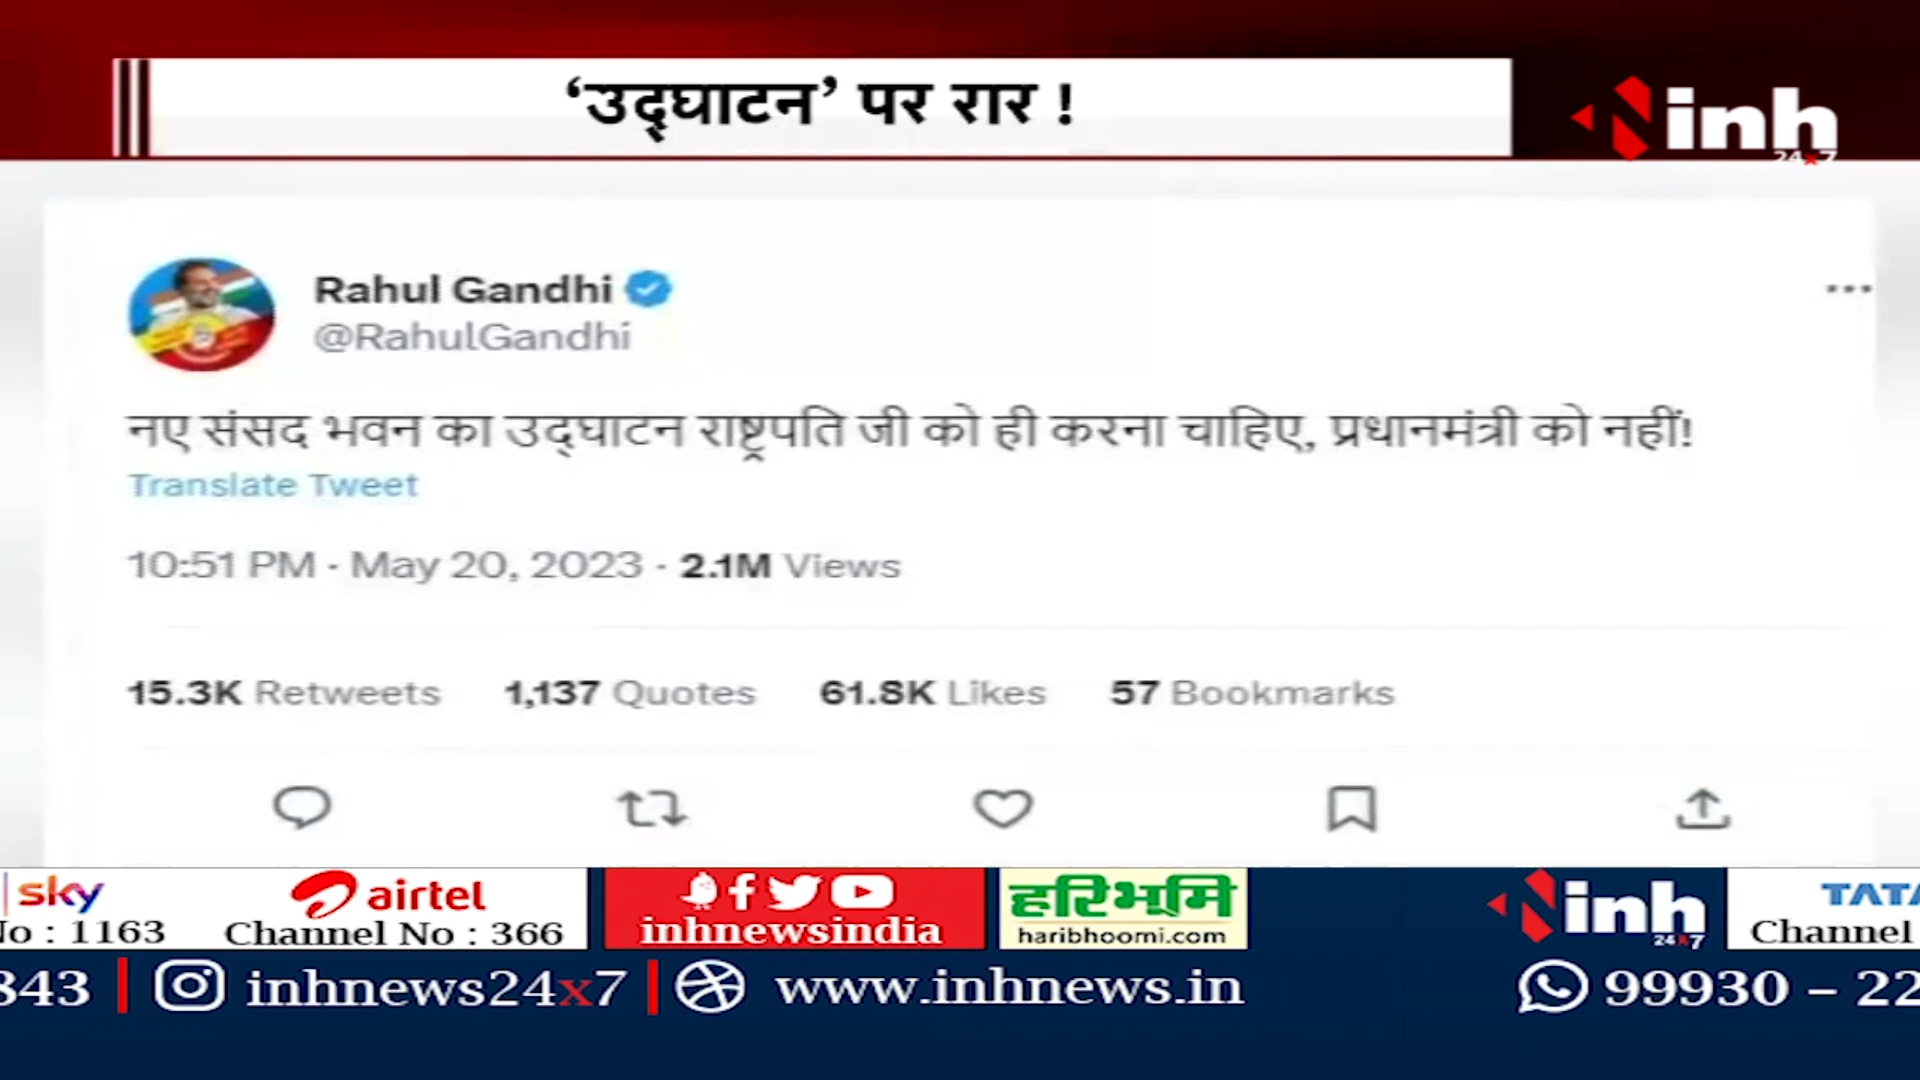 ‘उद्घाटन’ पर रार !
inh
24x7
Rahul Gandhi
@RahulGandhi
नए संसद भवन का उद्घाटन राष्ट्रपति जी को ही करना चाहिए, प्रधानमंत्री को नहीं!
Translate Tweet
10:51 PM · May 20, 2023 · 2.1M Views
15.3K Retweets 1,137 Quotes 61.8K Likes 57 Bookmarks
sky airtel हरिभूमि inh TATA
No : 1163 Channel No : 366 inhnewsindia haribhoomi.com 24x7 Channel
843 inhnews24x7 www.inhnews.in 99930 – 22